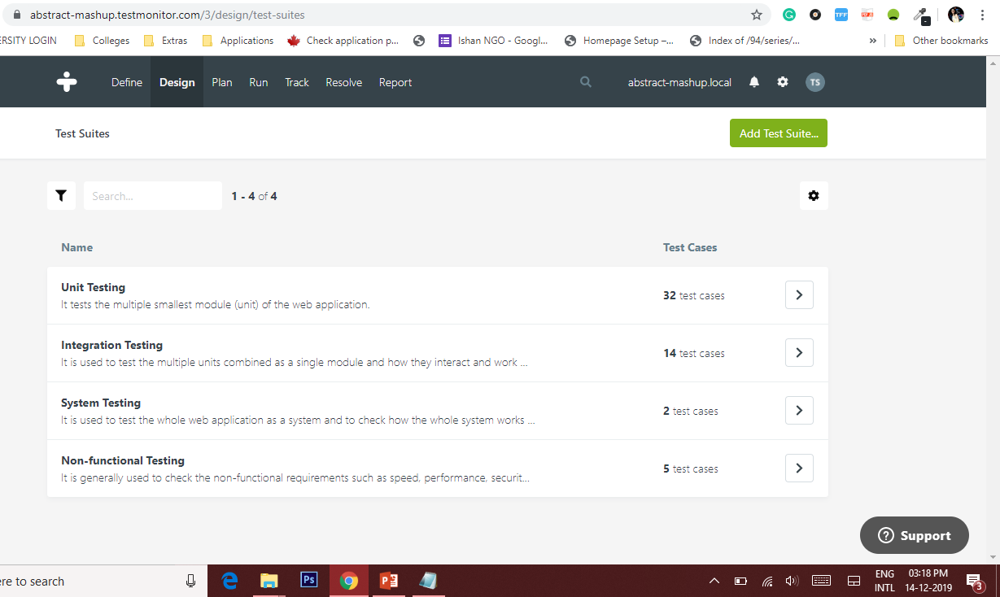 abstract-mashup.testmonitor.com/3/design/test-suites
TFF
ERSITY LOGIN Colleges Extras Applications Check application p... Ishan NGO - Googl... Homepage Setup –... Index of /94/series/... » Other bookmarks
Define Design Plan Run Track Resolve Report abstract-mashup.local TS
Test Suites Add Test Suite...
Search... 1 - 4 of 4
Name Test Cases
Unit Testing
It tests the multiple smallest module (unit) of the web application.
32 test cases
Integration Testing
It is used to test the multiple units combined as a single module and how they interact and work ...
14 test cases
System Testing
It is used to test the whole web application as a system and to check how the whole system works ...
2 test cases
Non-functional Testing
It is generally used to check the non-functional requirements such as speed, performance, securit...
5 test cases
? Support
ere to search Ps ENG 03:18 PM
INTL 14-12-2019 3